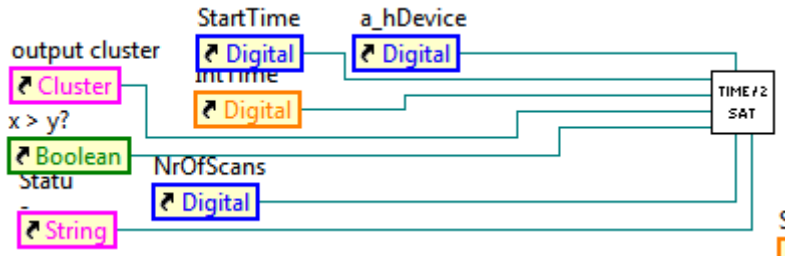 StartTime
a_hDevice
output cluster
Digital
Digital
Cluster
IntTime
Digital
TIME/2
SAT
x > y?
Boolean
Statu
NrOfScans
Digital
String
S